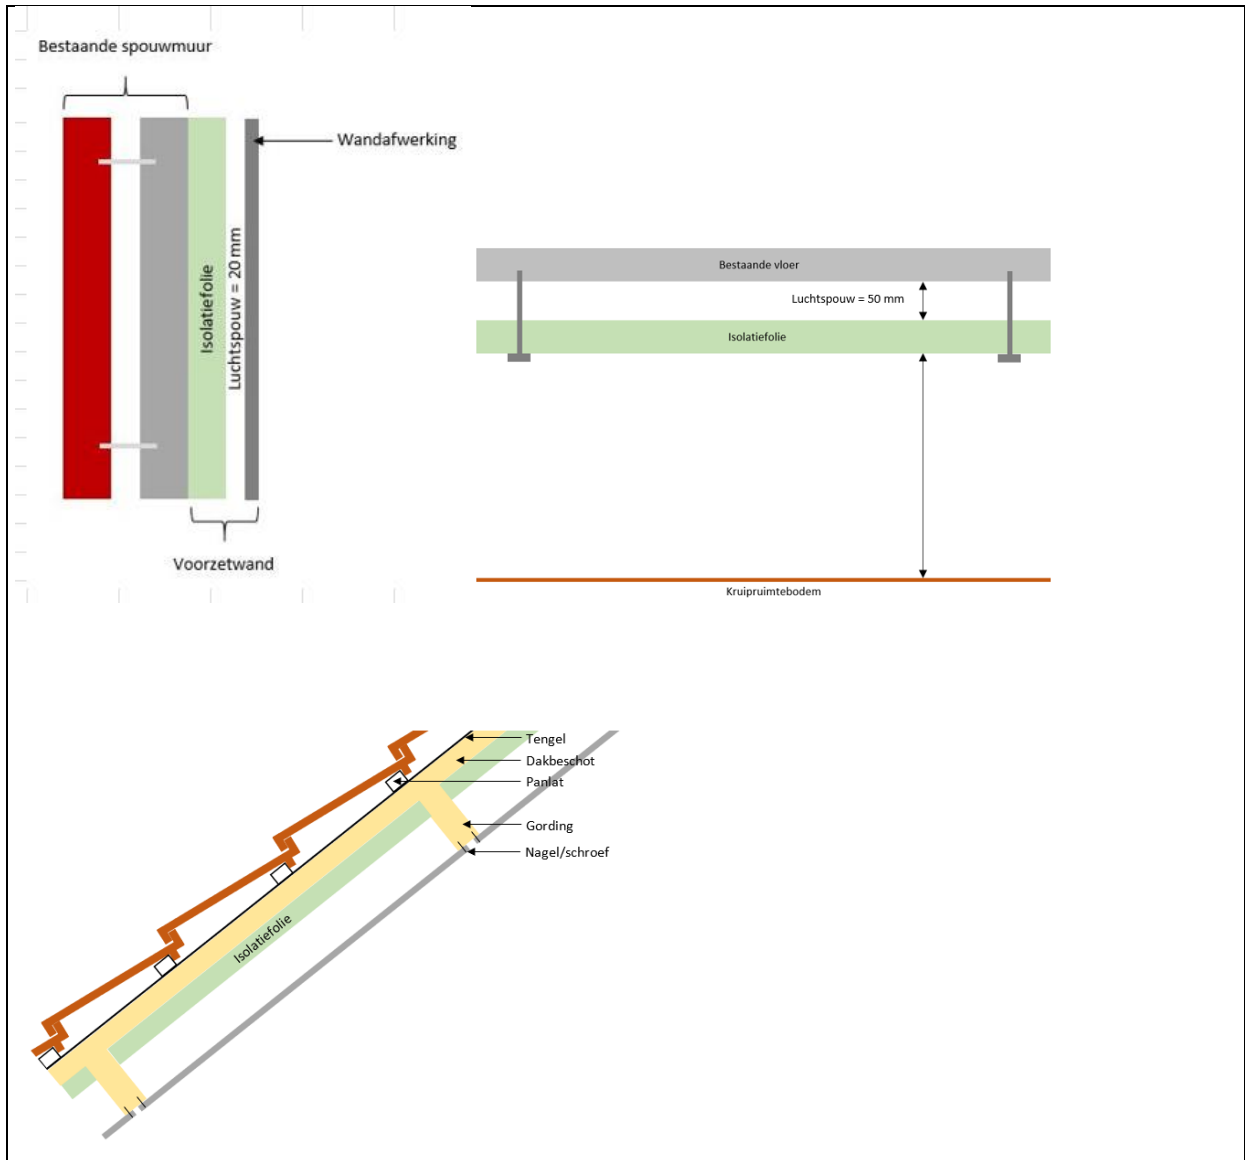 Bestaande spouwmuur
Wandafwerking
Isolatiefolie
Luchtspouw = 20 mm
Voorzetwand
Bestaande vloer
Luchtspouw = 50 mm
Isolatiefolie
Kruipruimtebodem
Tengel
Dakbeschot
Panlat
Gording
Nagel/schroef
Isolatiefolie